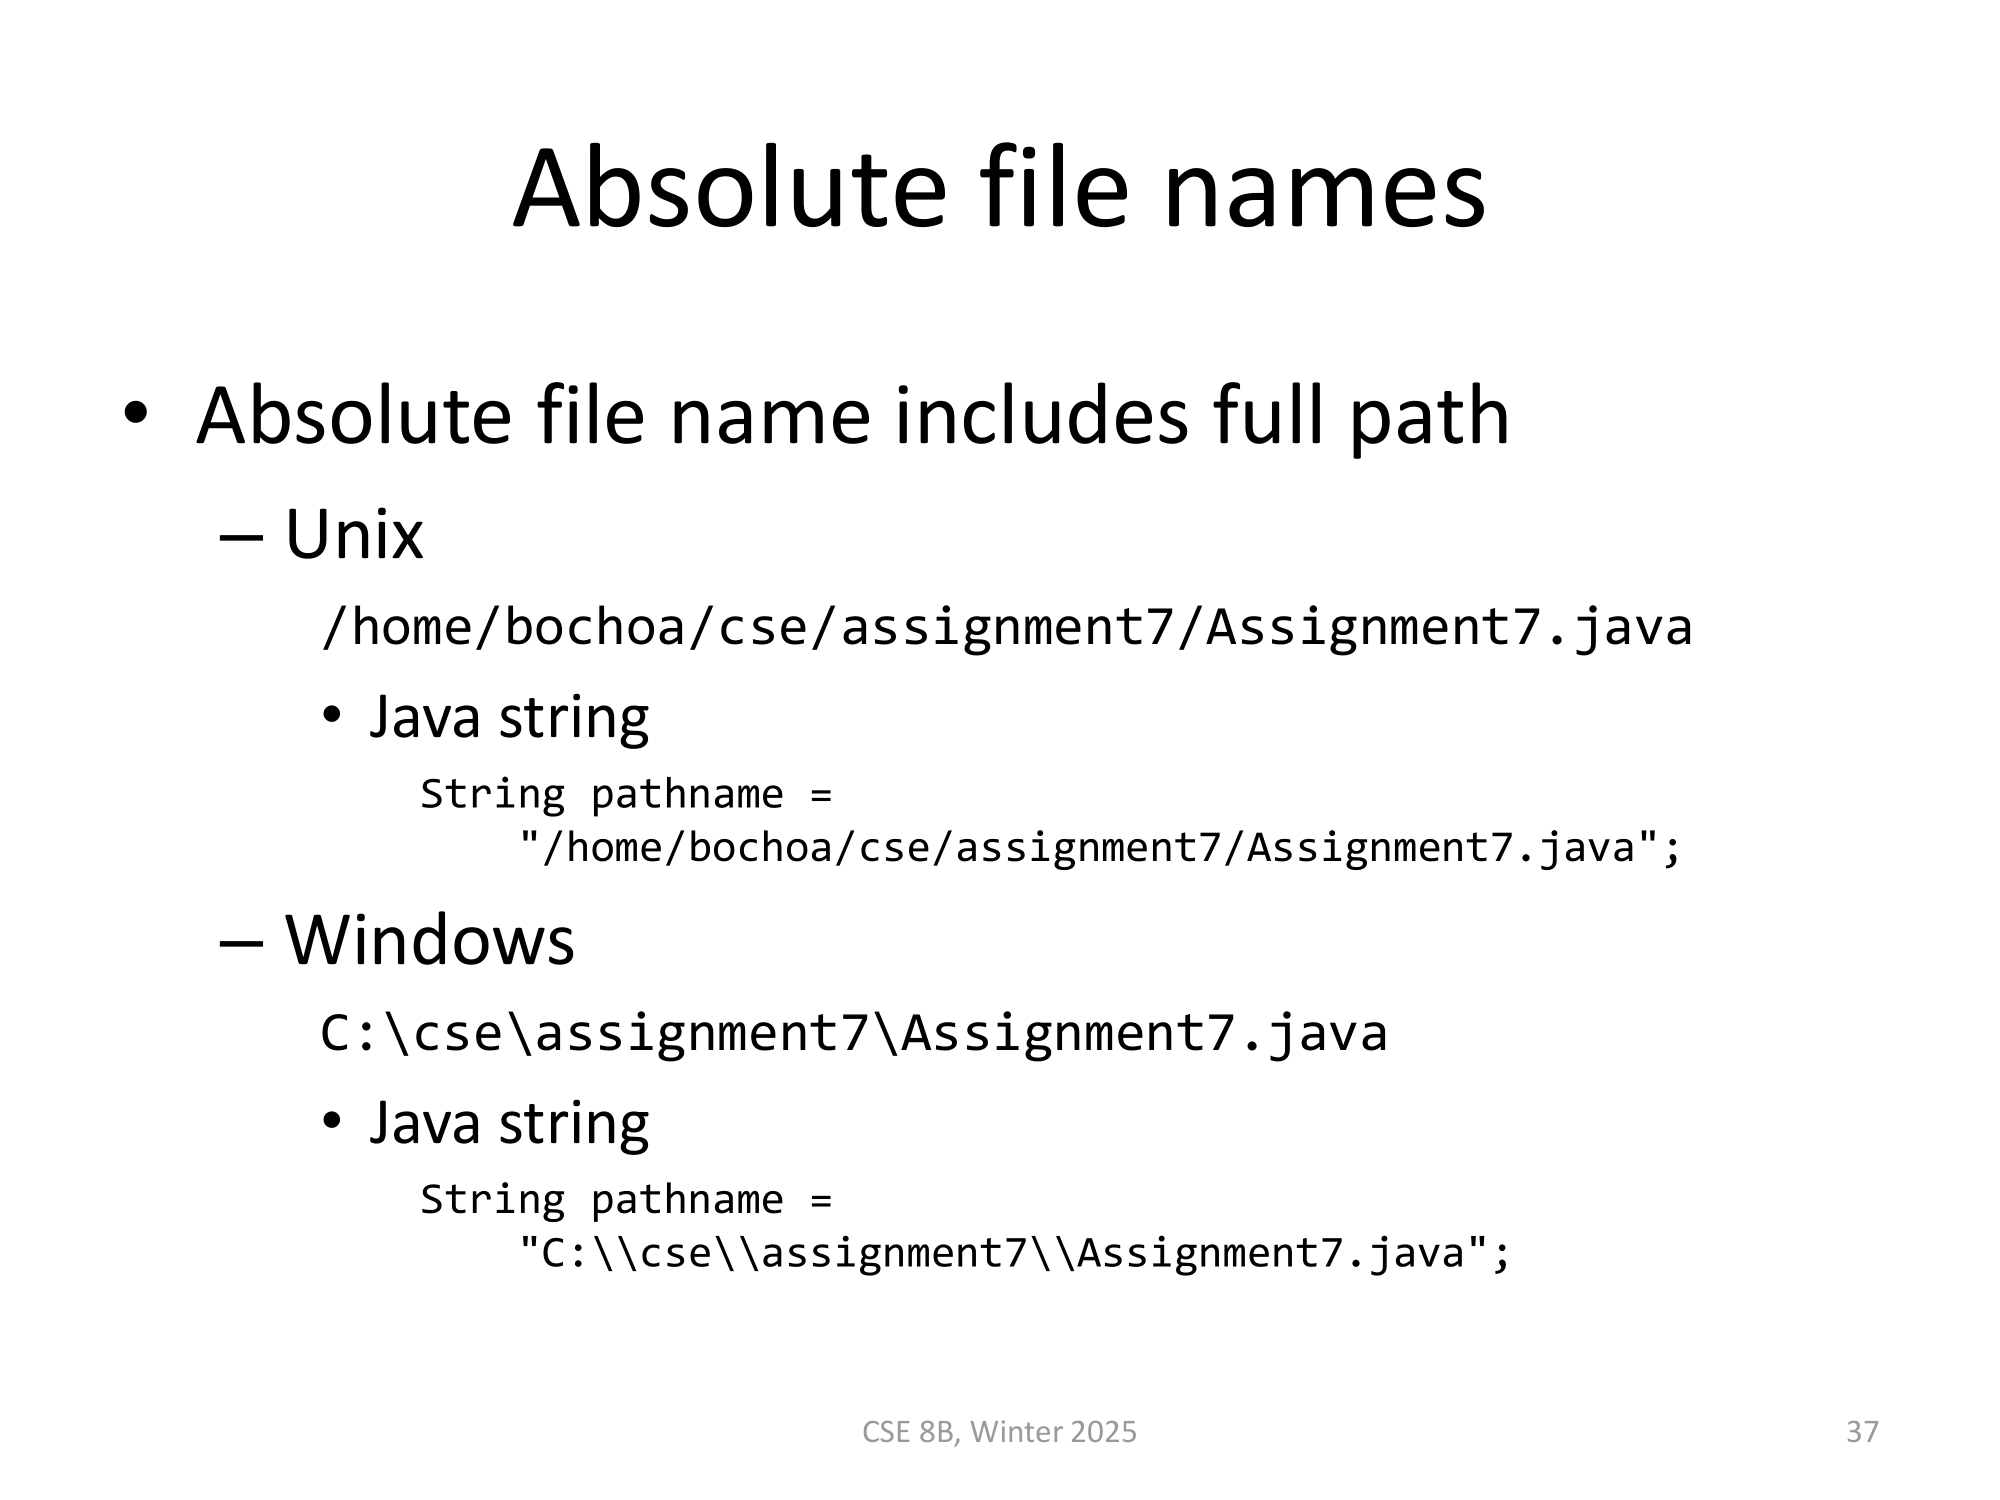 Absolute file names
• Absolute file name includes full path
– Unix
/home/bochoa/cse/assignment7/Assignment7.java
• Java string
String pathname =
"/home/bochoa/cse/assignment7/Assignment7.java";
– Windows
C:\cse\assignment7\Assignment7.java
• Java string
String pathname =
"C:\\cse\\assignment7\\Assignment7.java";
CSE 8B, Winter 2025
37